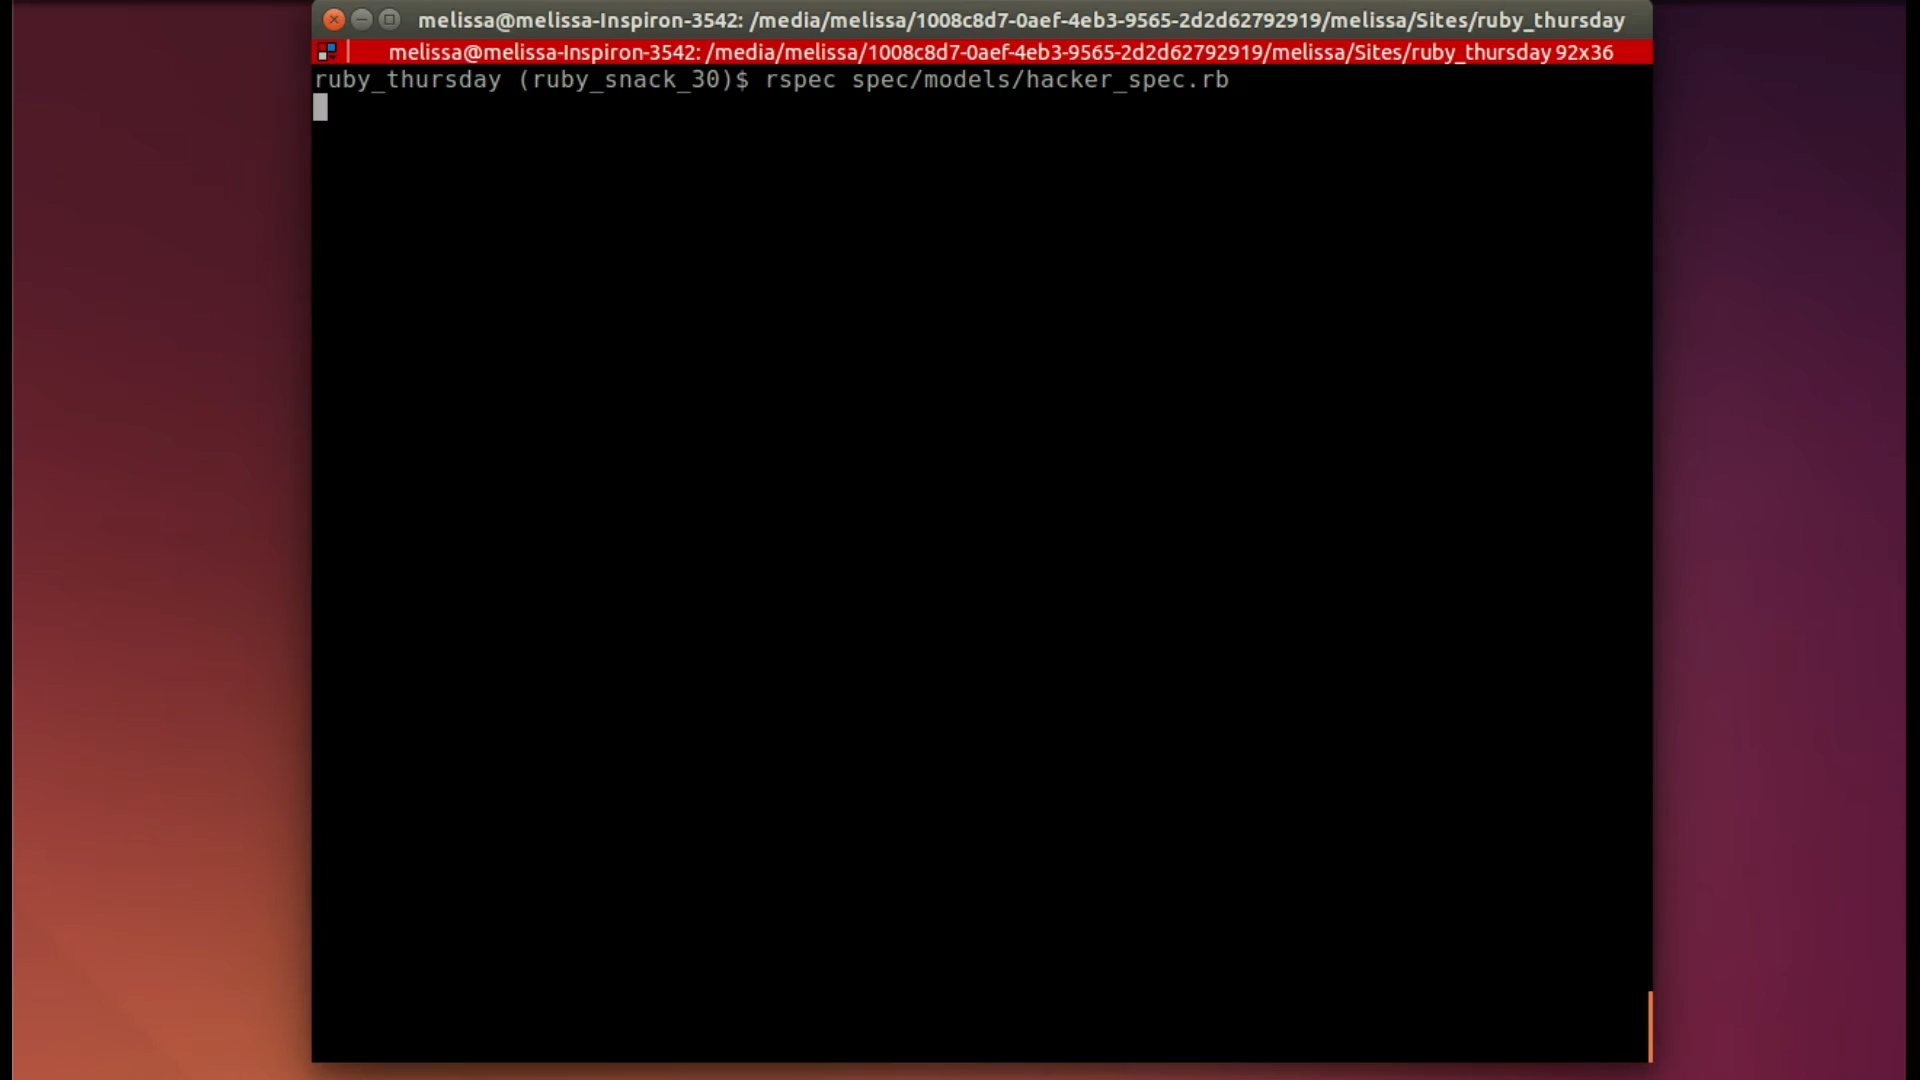 melissa@melissa-Inspiron-3542: /media/melissa/1008c8d7-0aef-4eb3-9565-2d2d62792919/melissa/Sites/ruby_thursday
melissa@melissa-Inspiron-3542: /media/melissa/1008c8d7-0aef-4eb3-9565-2d2d62792919/melissa/Sites/ruby_thursday 92x36
ruby_thursday (ruby_snack_30)$ rspec spec/models/hacker_spec.rb